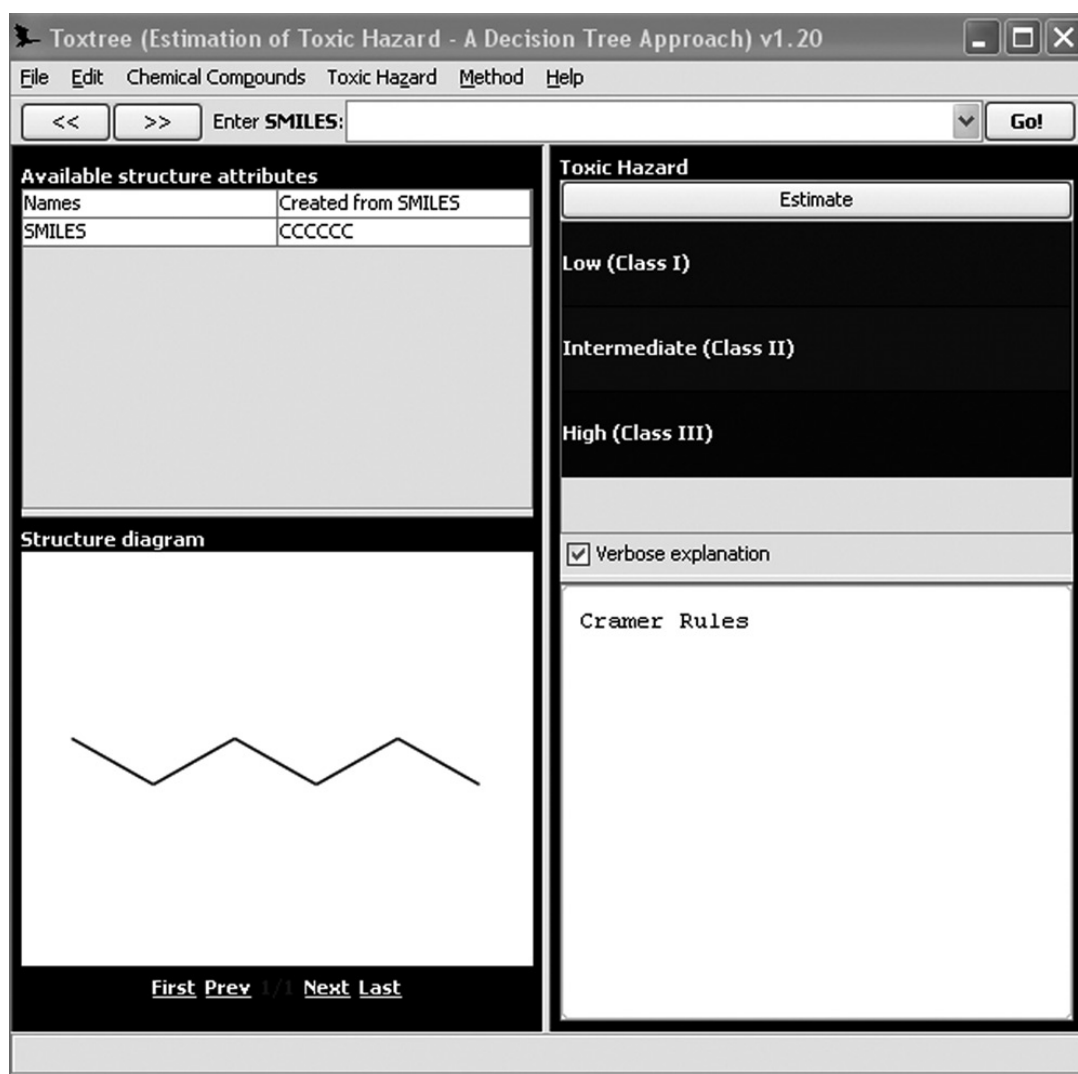 Toxtree (Estimation of Toxic Hazard - A Decision Tree Approach) v1.20
File Edit Chemical Compounds Toxic Hazard Method Help
<< >> Enter SMILES: Go!
Available structure attributes
Names Created from SMILES
SMILES CCCCCC
Structure diagram
First Prev 1/1 Next Last
Toxic Hazard
Estimate
Low (Class I)
Intermediate (Class II)
High (Class III)
Verbose explanation
Cramer Rules